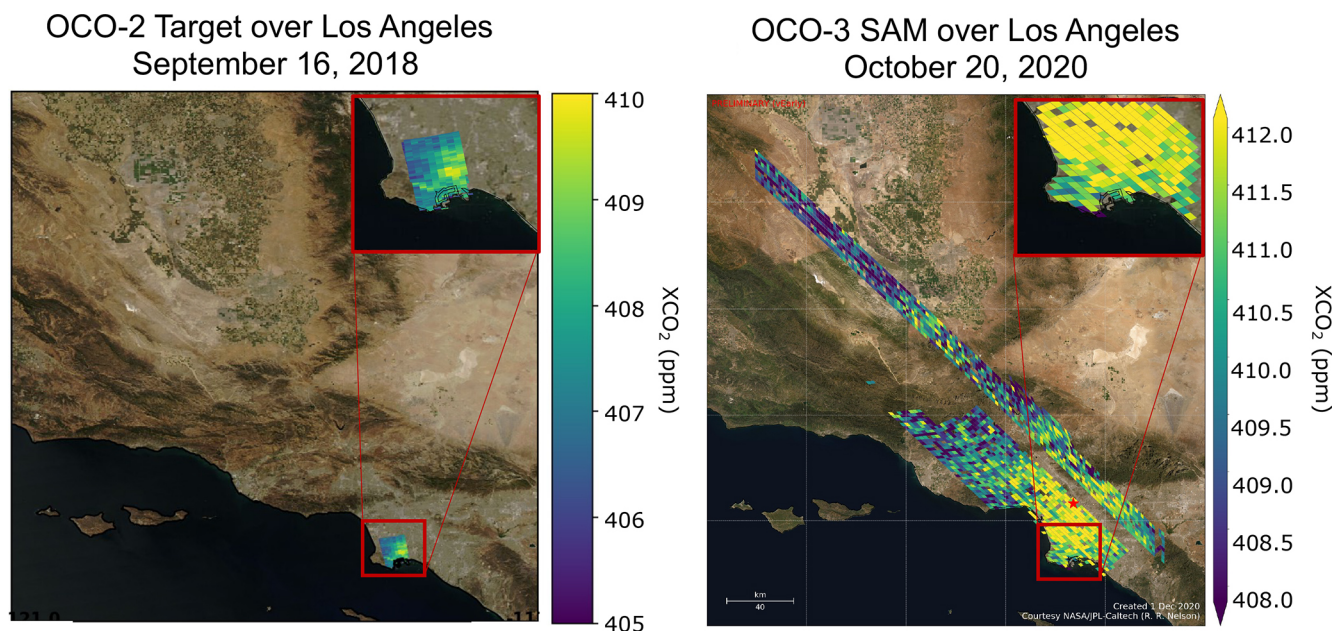 OCO-2 Target over Los Angeles
September 16, 2018
410
409
408
407
406
405
XCO₂ (ppm)
OCO-3 SAM over Los Angeles
October 20, 2020
412.0
411.5
411.0
410.5
410.0
409.5
409.0
408.5
408.0
XCO₂ (ppm)
km
40
Created 1 Dec 2020
Courtesy NASA/JPL-Caltech (R. R. Nelson)